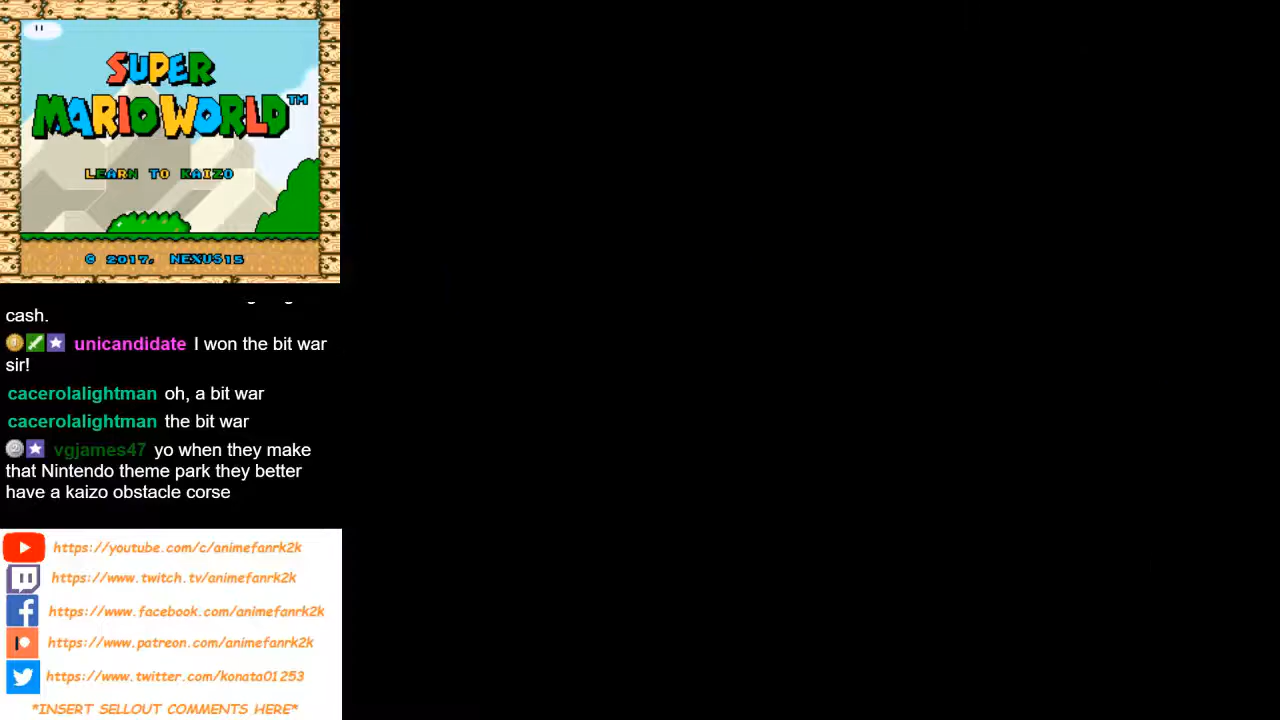 SUPER
MARIO WORLD™
LEARN TO KAIZO
© 2017, NEXUS15
cash.
unicandidate I won the bit war
sir!
cacerolalightman oh, a bit war
cacerolalightman the bit war
vgjames47 yo when they make
that Nintendo theme park they better
have a kaizo obstacle corse
https://youtube.com/c/animefanrk2k
https://www.twitch.tv/animefanrk2k
https://www.facebook.com/animefanrk2k
https://www.patreon.com/animefanrk2k
https://www.twitter.com/konata01253
*INSERT SELLOUT COMMENTS HERE*